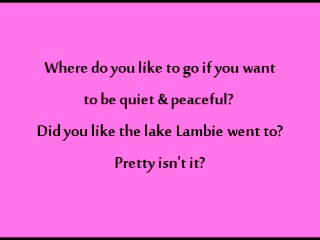 Where do you like to go if you want
to be quiet & peaceful?
Did you like the lake Lambie went to?
Pretty isn't it?